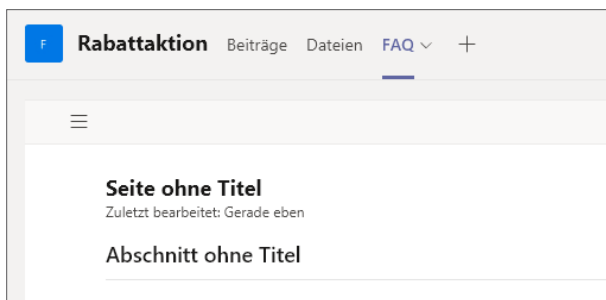 F Rabattaktion Beiträge Dateien FAQ
Seite ohne Titel
Zuletzt bearbeitet: Gerade eben
Abschnitt ohne Titel